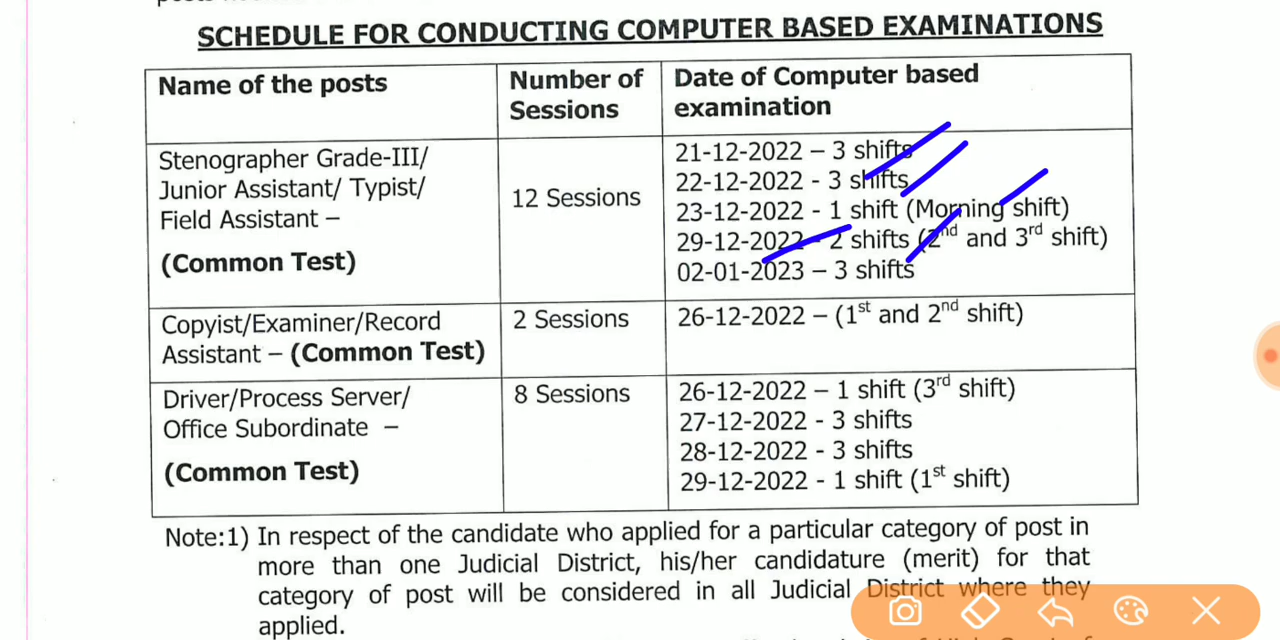 SCHEDULE FOR CONDUCTING COMPUTER BASED EXAMINATIONS
Name of the posts
Number of Sessions
Date of Computer based examination
Stenographer Grade-III/
Junior Assistant/ Typist/
Field Assistant –
(Common Test)
12 Sessions
21-12-2022 – 3 shifts
22-12-2022 - 3 shifts
23-12-2022 - 1 shift (Morning shift)
29-12-2022 - 2 shifts (2nd and 3rd shift)
02-01-2023 – 3 shifts
Copyist/Examiner/Record
Assistant – (Common Test)
2 Sessions
26-12-2022 – (1st and 2nd shift)
Driver/Process Server/
Office Subordinate –
(Common Test)
8 Sessions
26-12-2022 – 1 shift (3rd shift)
27-12-2022 - 3 shifts
28-12-2022 - 3 shifts
29-12-2022 - 1 shift (1st shift)
Note:1) In respect of the candidate who applied for a particular category of post in
more than one Judicial District, his/her candidature (merit) for that
category of post will be considered in all Judicial District where they
applied.